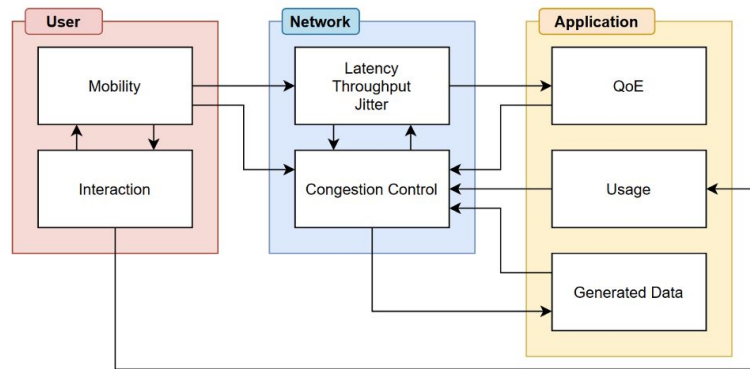 User
Network
Application
Mobility
Latency
Throughput
Jitter
QoE
Interaction
Congestion Control
Usage
Generated Data